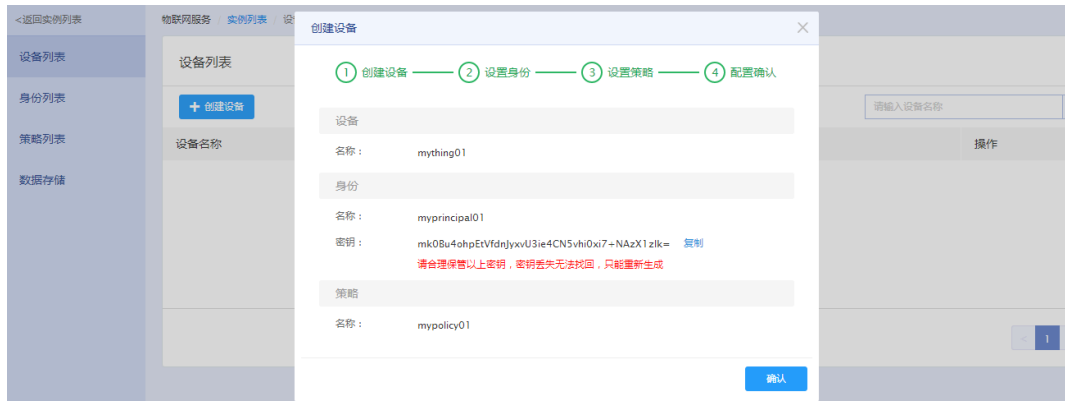 <返回实例列表
物联网服务 / 实例列表 / 设
创建设备
设备列表
身份列表
策略列表
数据存储
设备列表
+ 创建设备
请输入设备名称
设备名称
操作
1 创建设备
2 设置身份
3 设置策略
4 配置确认
设备
名称： mything01
身份
名称： myprincipal01
密钥： mk0Bu4ohpEtVfdnJyxvU3ie4CN5vhi0xi7+NAzX1zlk= 复制
请合理保管以上密钥，密钥丢失无法找回，只能重新生成
策略
名称： mypolicy01
< 1
确认